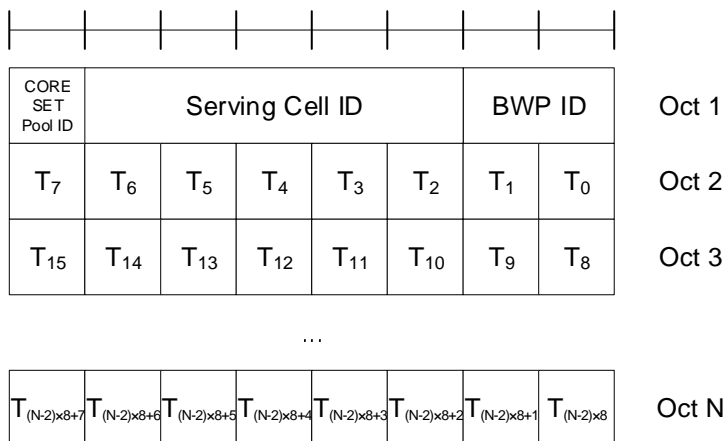 CORE SET Pool ID Serving Cell ID BWP ID Oct 1
T7 T6 T5 T4 T3 T2 T1 T0 Oct 2
T15 T14 T13 T12 T11 T10 T9 T8 Oct 3
...
T(N-2)×8+7 T(N-2)×8+6 T(N-2)×8+5 T(N-2)×8+4 T(N-2)×8+3 T(N-2)×8+2 T(N-2)×8+1 T(N-2)×8 Oct N